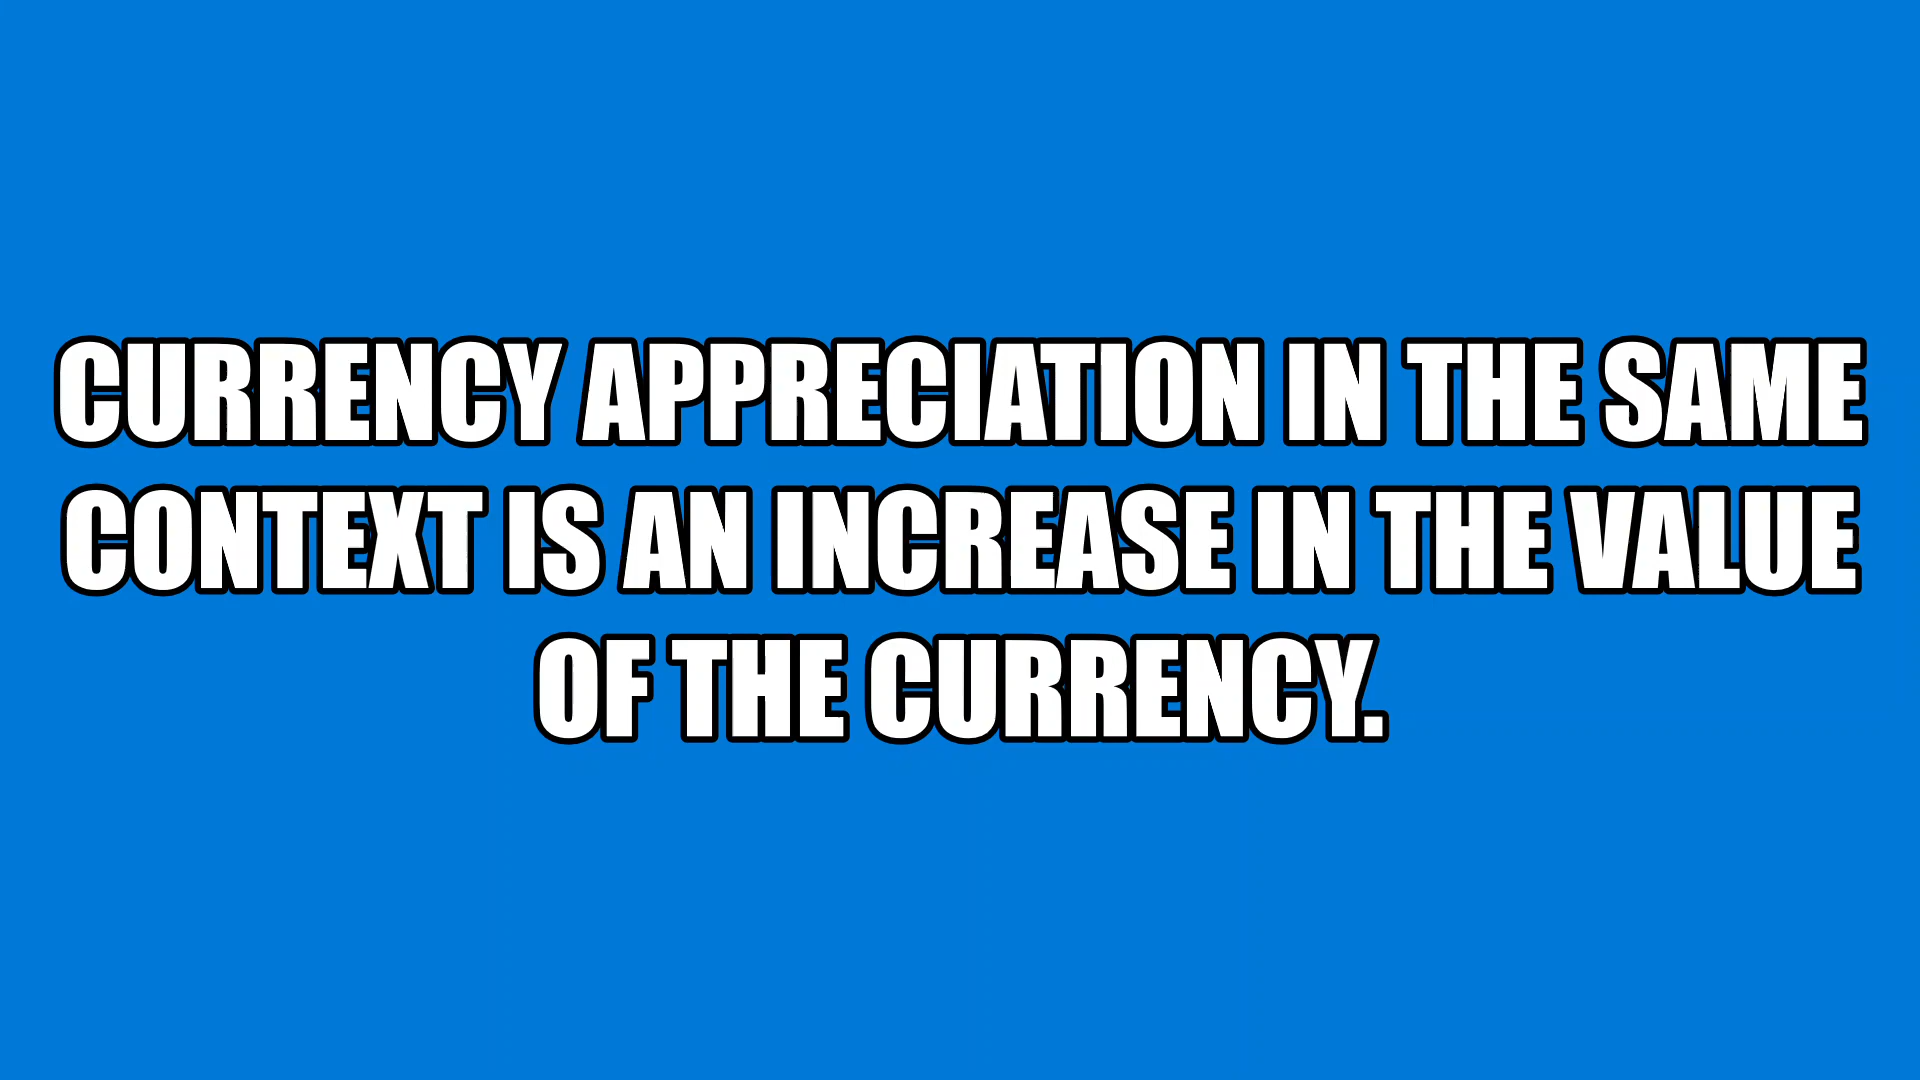 CURRENCY APPRECIATION IN THE SAME
CONTEXT IS AN INCREASE IN THE VALUE
OF THE CURRENCY.